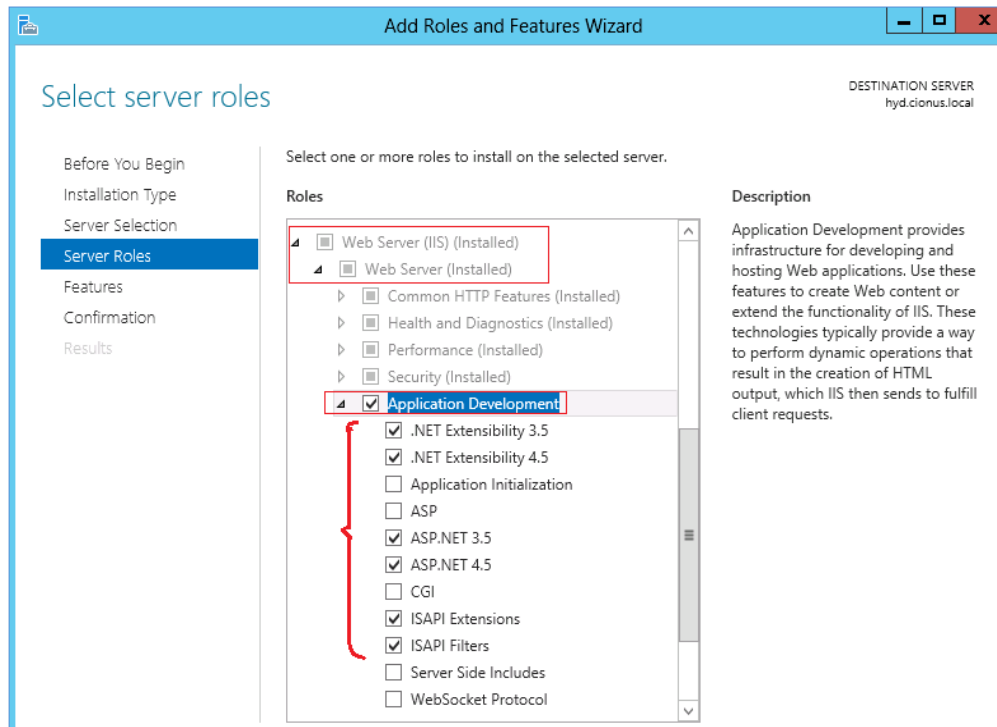 Add Roles and Features Wizard
x
Select server roles
DESTINATION SERVER
hyd.cionus.local
Before You Begin
Installation Type
Server Selection
Server Roles
Features
Confirmation
Results
Select one or more roles to install on the selected server.
Roles
Web Server (IIS) (Installed)
Web Server (Installed)
Common HTTP Features (Installed)
Health and Diagnostics (Installed)
Performance (Installed)
Security (Installed)
Application Development
.NET Extensibility 3.5
.NET Extensibility 4.5
Application Initialization
ASP
ASP.NET 3.5
ASP.NET 4.5
CGI
ISAPI Extensions
ISAPI Filters
Server Side Includes
WebSocket Protocol
Description
Application Development provides
infrastructure for developing and
hosting Web applications. Use these
features to create Web content or
extend the functionality of IIS. These
technologies typically provide a way
to perform dynamic operations that
result in the creation of HTML
output, which IIS then sends to fulfill
client requests.